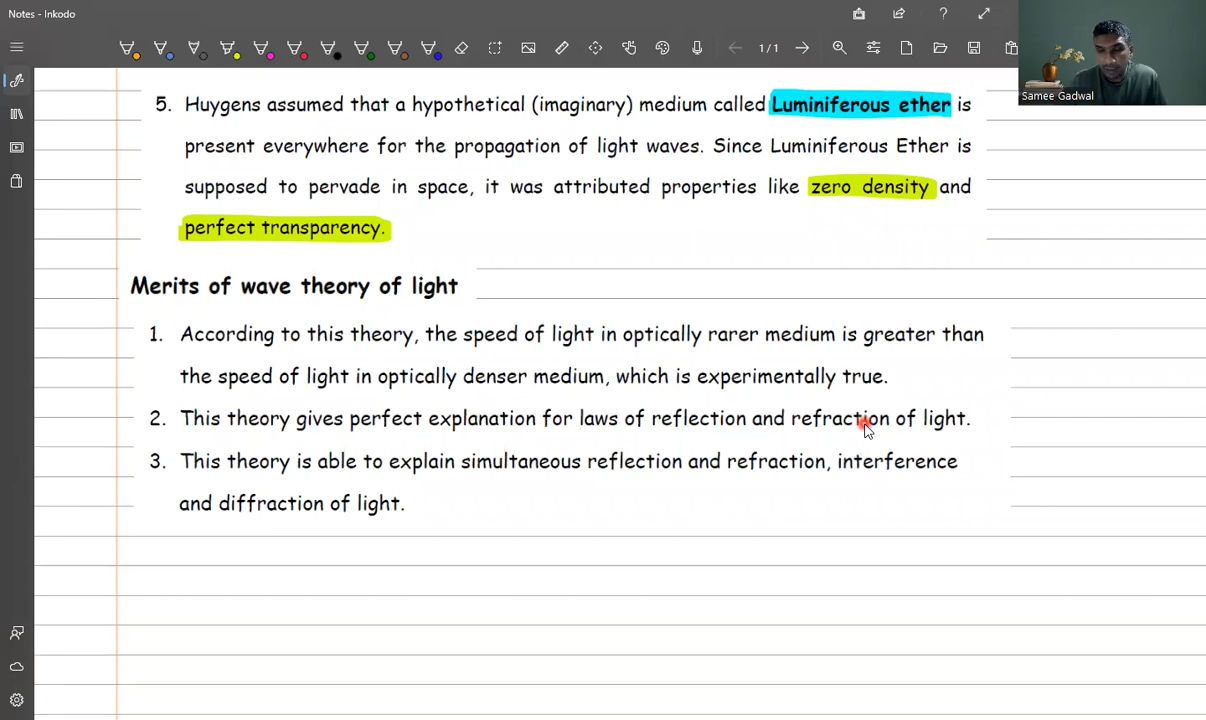 Notes - Inkodo
1 / 1
Samee Gadwal
5. Huygens assumed that a hypothetical (imaginary) medium called Luminiferous ether is
present everywhere for the propagation of light waves. Since Luminiferous Ether is
supposed to pervade in space, it was attributed properties like zero density and
perfect transparency.
Merits of wave theory of light
1. According to this theory, the speed of light in optically rarer medium is greater than
the speed of light in optically denser medium, which is experimentally true.
2. This theory gives perfect explanation for laws of reflection and refraction of light.
3. This theory is able to explain simultaneous reflection and refraction, interference
and diffraction of light.